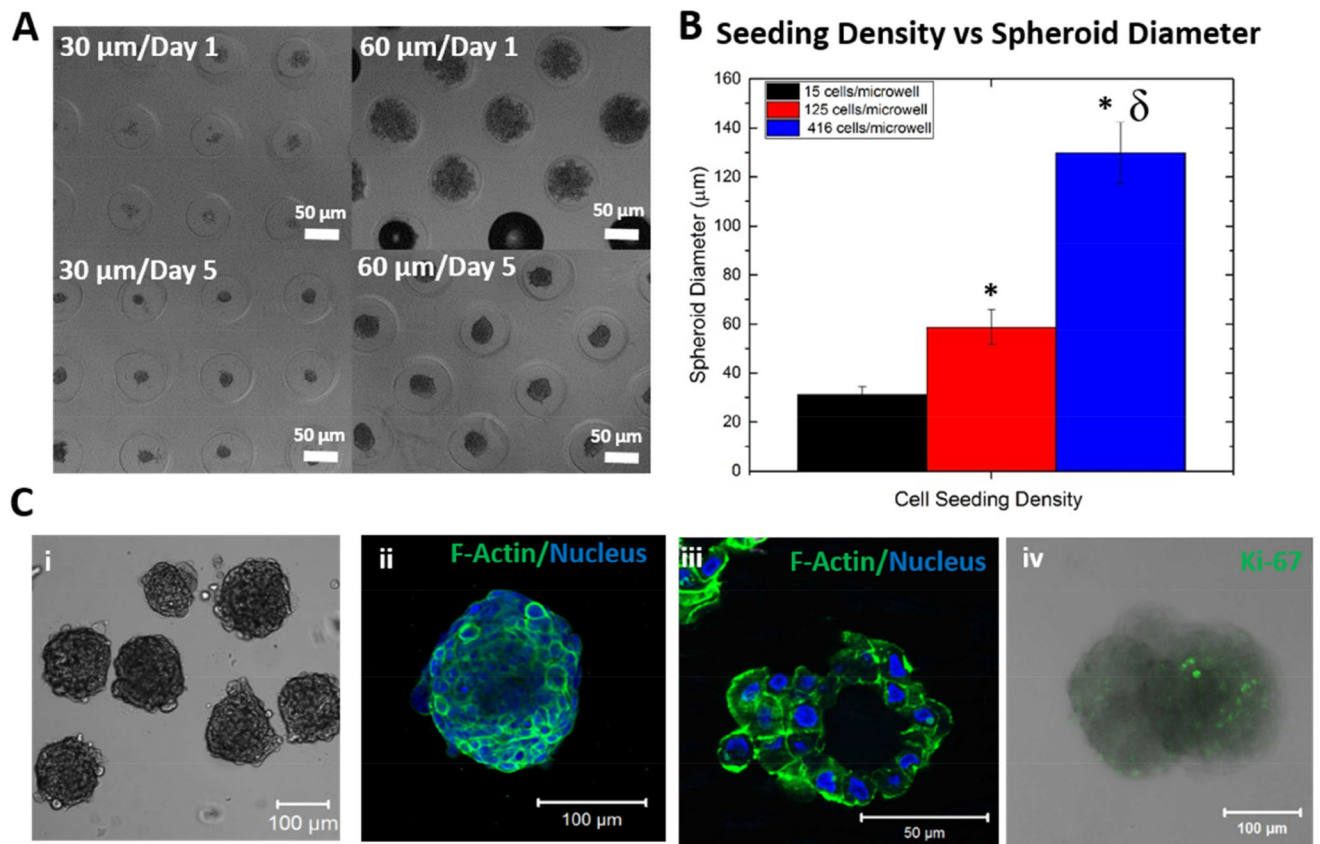 A
30 μm/Day 1
60 μm/Day 1
50 μm
50 μm
30 μm/Day 5
60 μm/Day 5
50 μm
50 μm
B Seeding Density vs Spheroid Diameter
15 cells/microwell
125 cells/microwell
416 cells/microwell
* δ
*
160
140
120
100
80
60
40
20
0
Spheroid Diameter (μm)
Cell Seeding Density
C
i
100 μm
ii
F-Actin/Nucleus
100 μm
iii
F-Actin/Nucleus
50 μm
iv
Ki-67
100 μm